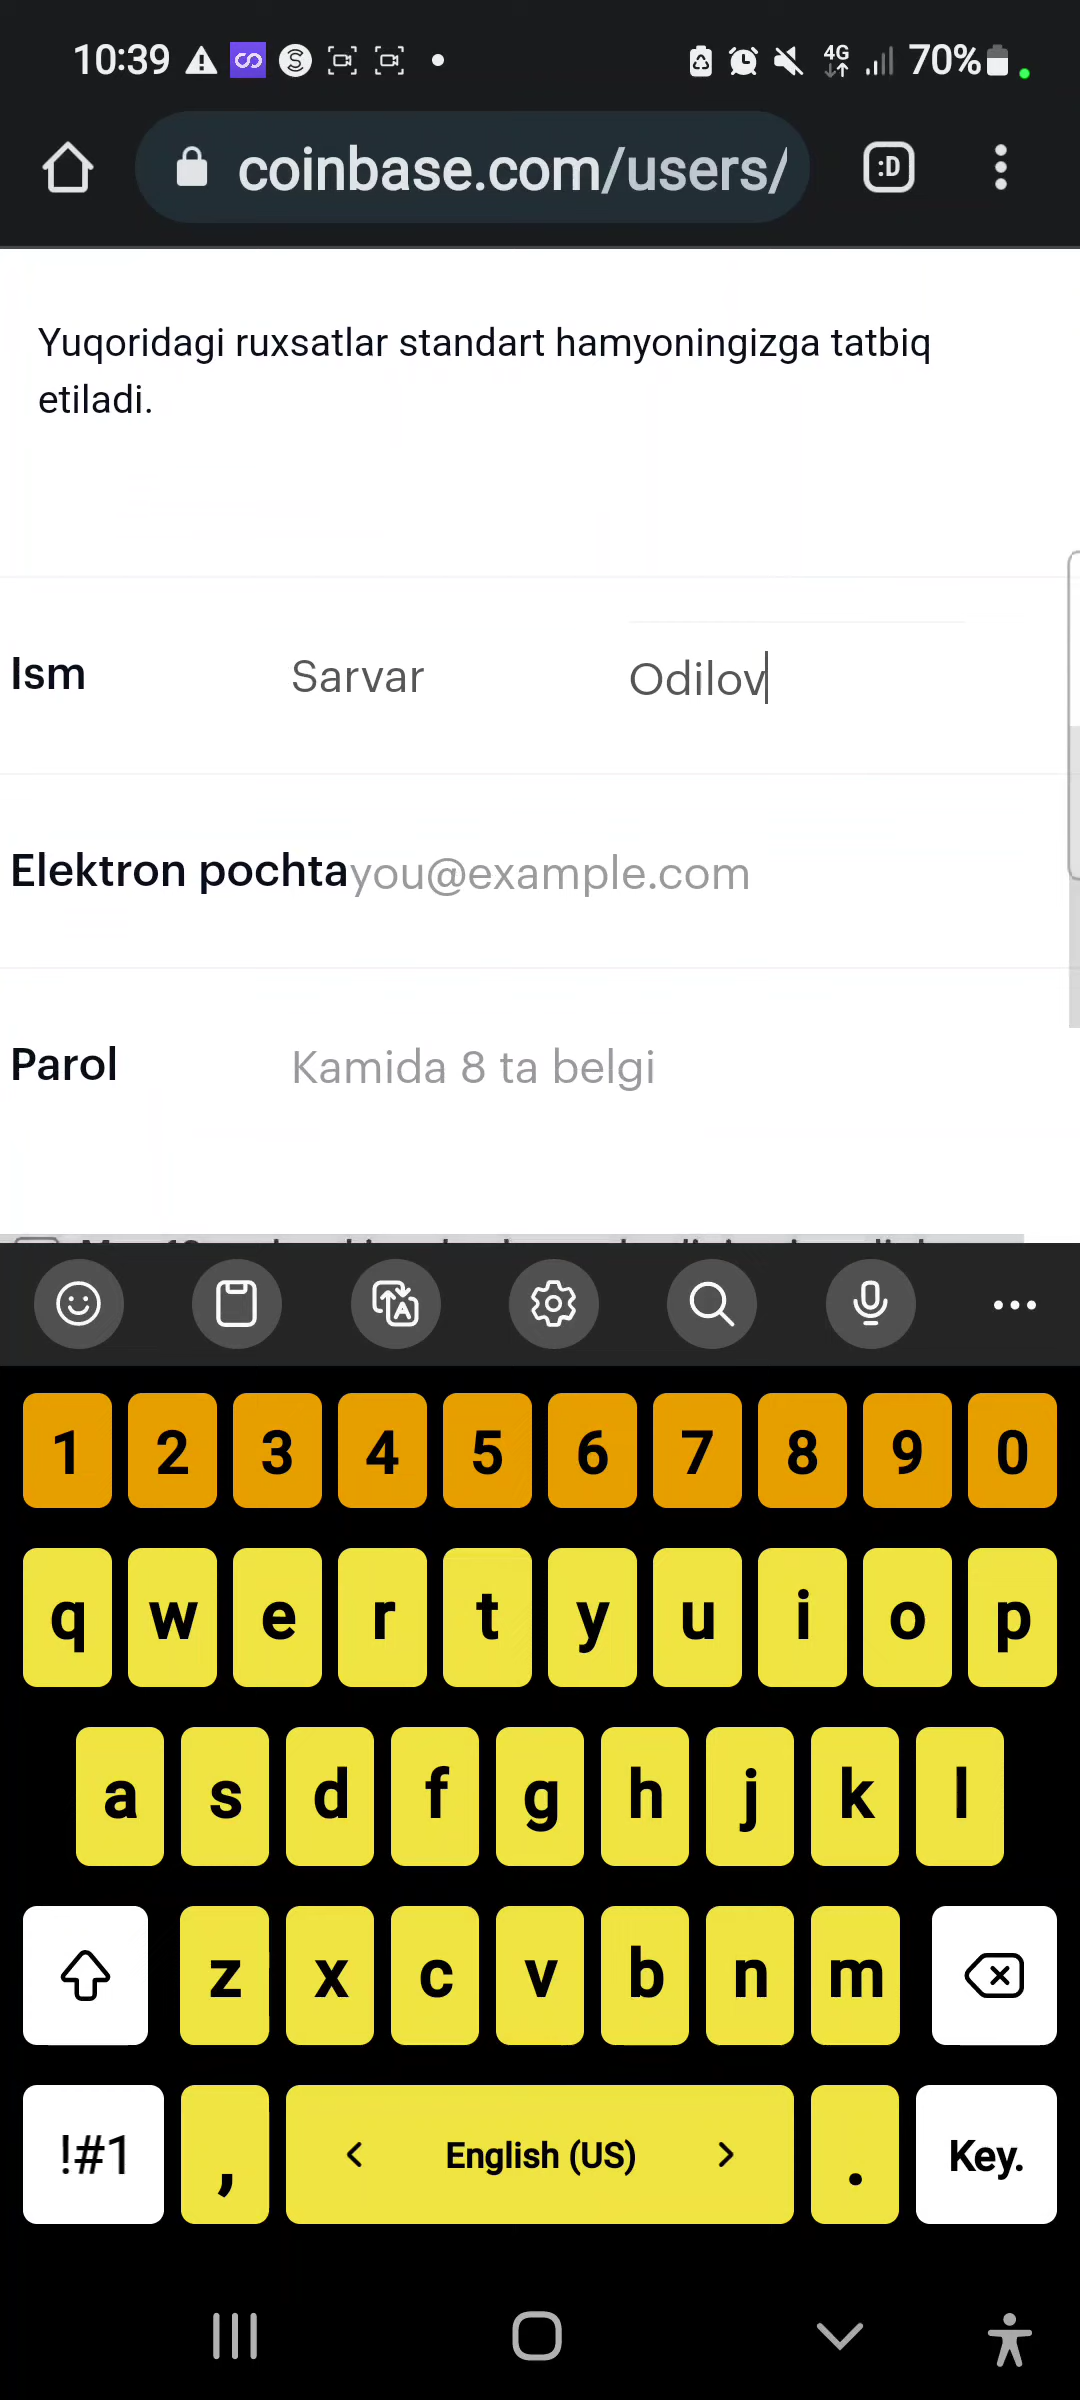 10:39 4G 70%
coinbase.com/users/ :D
Yuqoridagi ruxsatlar standart hamyoningizga tatbiq
etiladi.
Ism Sarvar Odilov
Elektron pochta you@example.com
Parol Kamida 8 ta belgi
1 2 3 4 5 6 7 8 9 0
q w e r t y u i o p
a s d f g h j k l
z x c v b n m
!#1 , < English (US) > . Key.